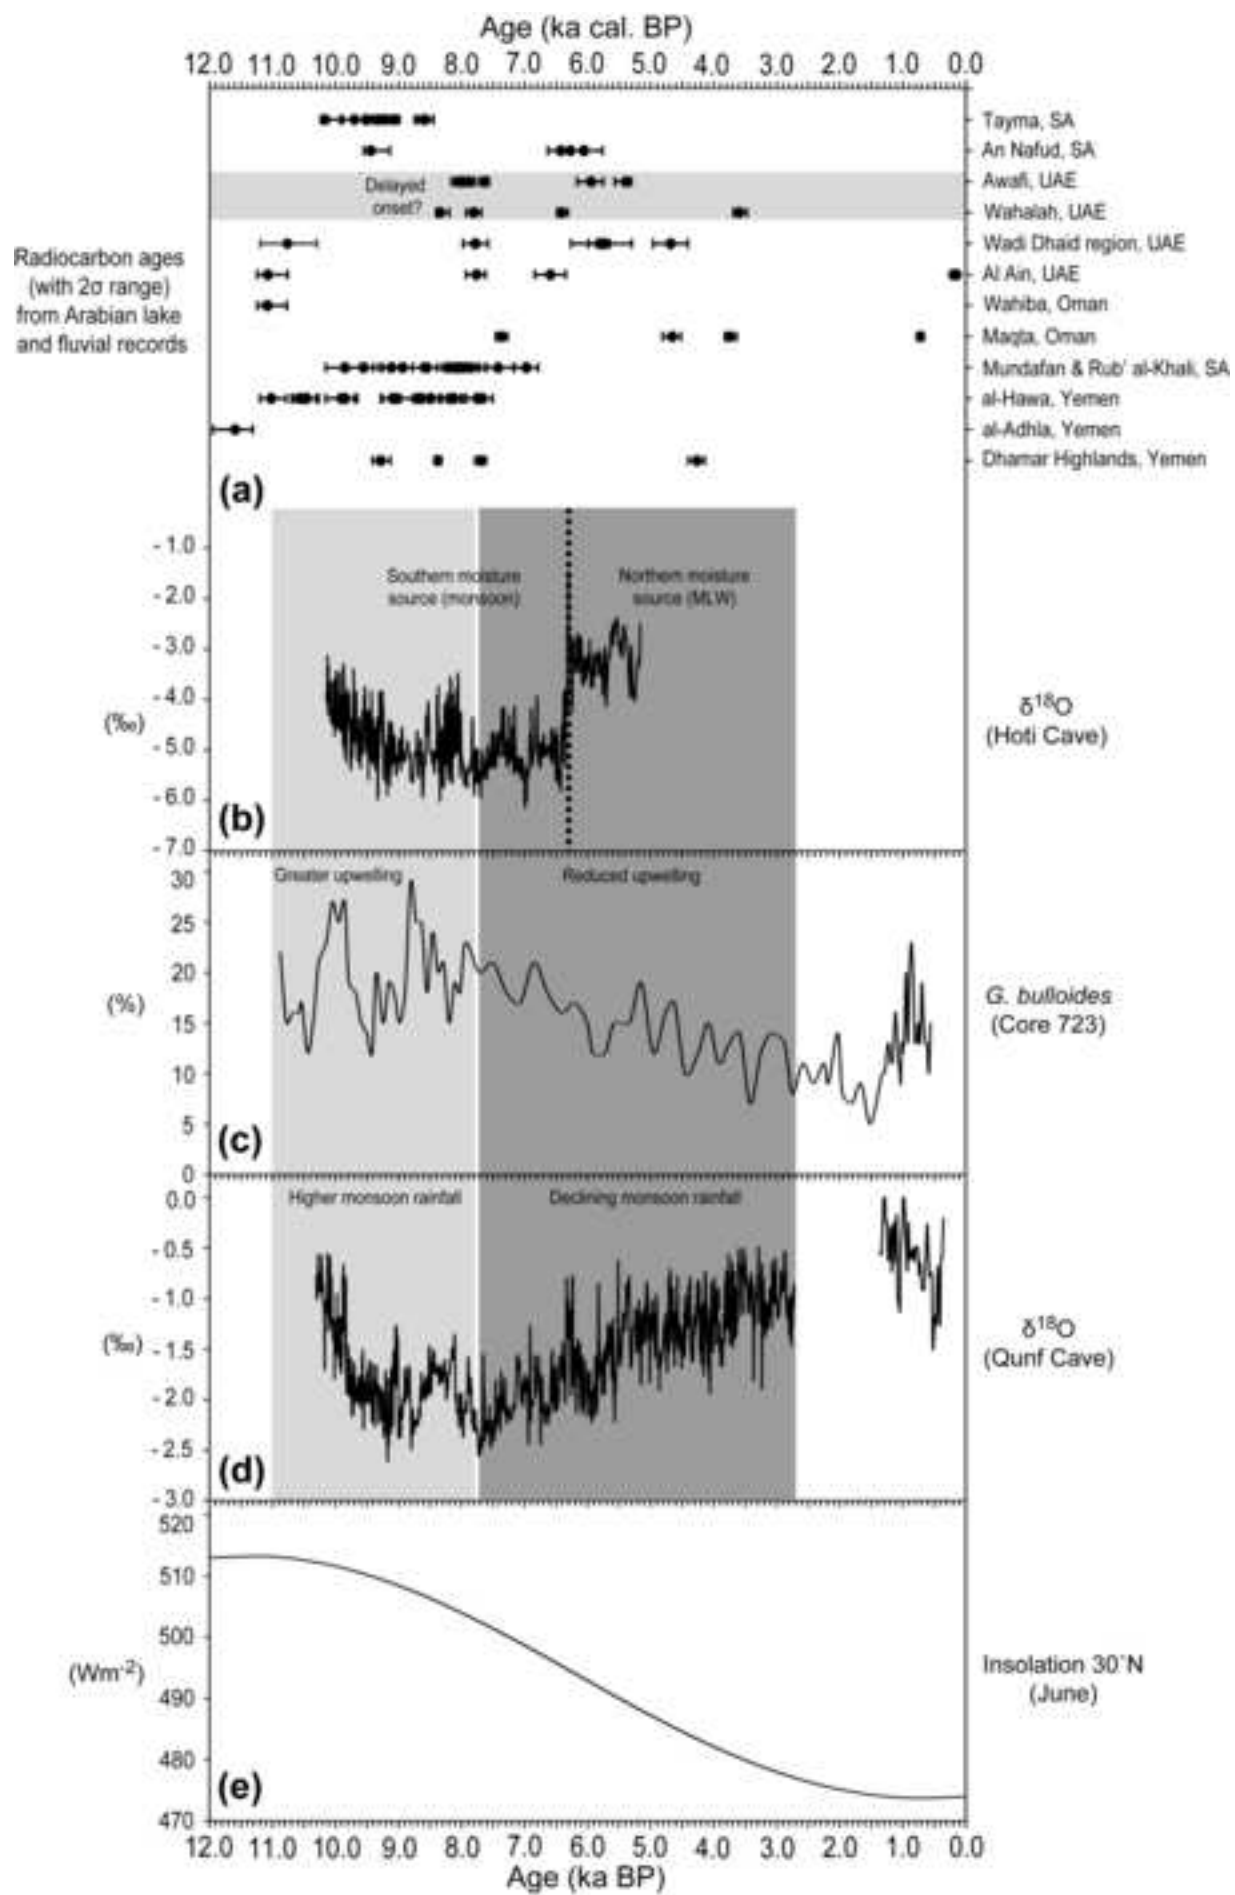 Age (ka cal. BP)
12.0 11.0 10.0 9.0 8.0 7.0 6.0 5.0 4.0 3.0 2.0 1.0 0.0
Tayma, SA
An Nafud, SA
Awafi, UAE
Delayed
onset?
Wahalah, UAE
Wadi Dhaid region, UAE
Radiocarbon ages
(with 2σ range)
from Arabian lake
and fluvial records
Al Ain, UAE
Wahiba, Oman
Maqta, Oman
Mundafan & Rub' al-Khali, SA
al-Hawa, Yemen
al-Adhla, Yemen
Dhamar Highlands, Yemen
(a)
- 1.0
- 2.0
- 3.0
- 4.0
- 5.0
- 6.0
- 7.0
Southern moisture
source (monsoon)
Northern moisture
source (MLW)
(‰)
δ18O
(Hoti Cave)
(b)
30
25
20
15
10
5
0
Greater upwelling
Reduced upwelling
(%)
G. bulloides
(Core 723)
(c)
0.0
- 0.5
- 1.0
- 1.5
- 2.0
- 2.5
- 3.0
Higher monsoon rainfall
Declining monsoon rainfall
(‰)
δ18O
(Qunf Cave)
(d)
520
510
500
490
480
470
(Wm-2)
Insolation 30°N
(June)
(e)
12.0 11.0 10.0 9.0 8.0 7.0 6.0 5.0 4.0 3.0 2.0 1.0 0.0
Age (ka BP)